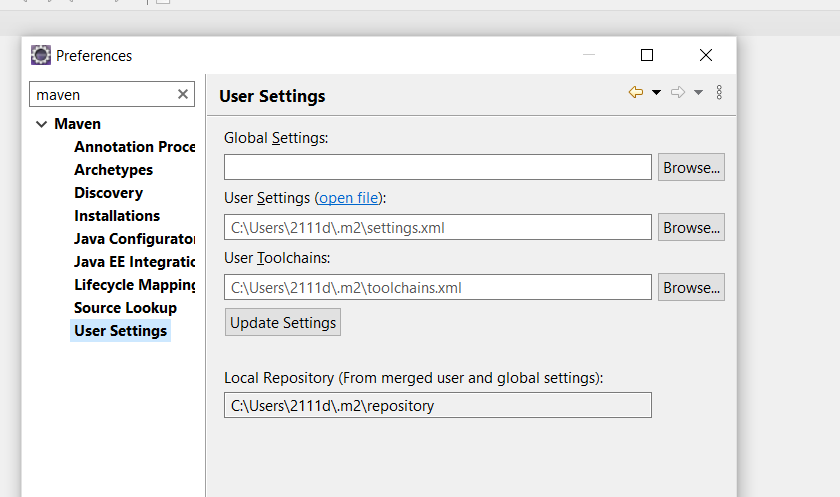 Preferences
maven
User Settings
Maven
Annotation Proce
Archetypes
Discovery
Installations
Java Configurator
Java EE Integratio
Lifecycle Mapping
Source Lookup
User Settings
Global Settings:
Browse...
User Settings (open file):
C:\Users\2111d\.m2\settings.xml
Browse...
User Toolchains:
C:\Users\2111d\.m2\toolchains.xml
Browse...
Update Settings
Local Repository (From merged user and global settings):
C:\Users\2111d\.m2\repository